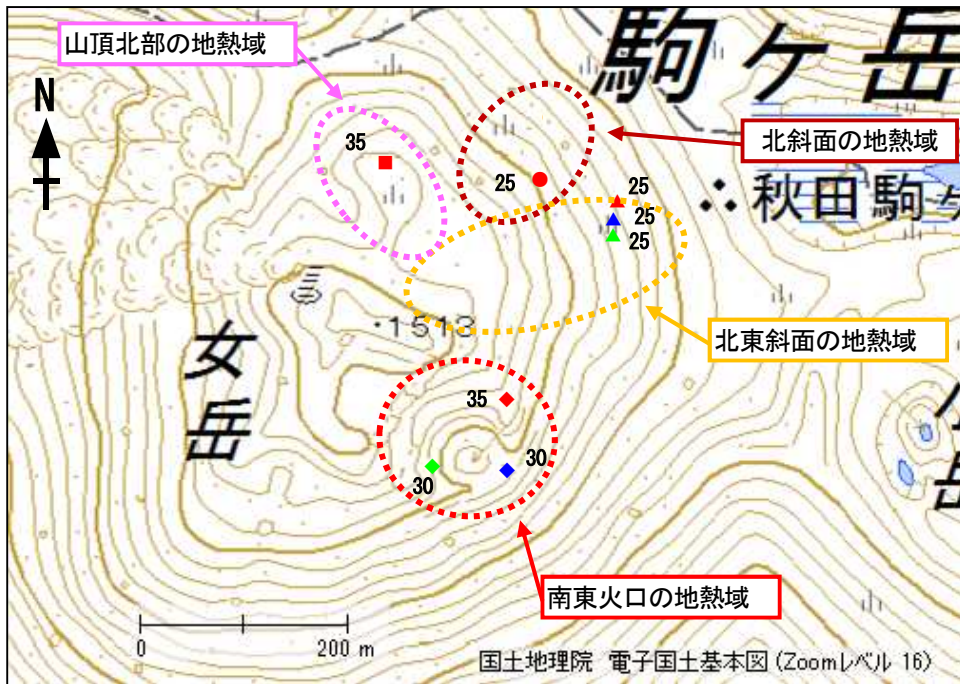 山頂北部の地熱域
駒ヶ岳
N
北斜面の地熱域
35
25
25
25
25
秋田駒ヶ
北東斜面の地熱域
・1513
女岳
35
30
30
小岳
南東火口の地熱域
0 200 m
国土地理院 電子国土基本図 (Zoomレベル 16)